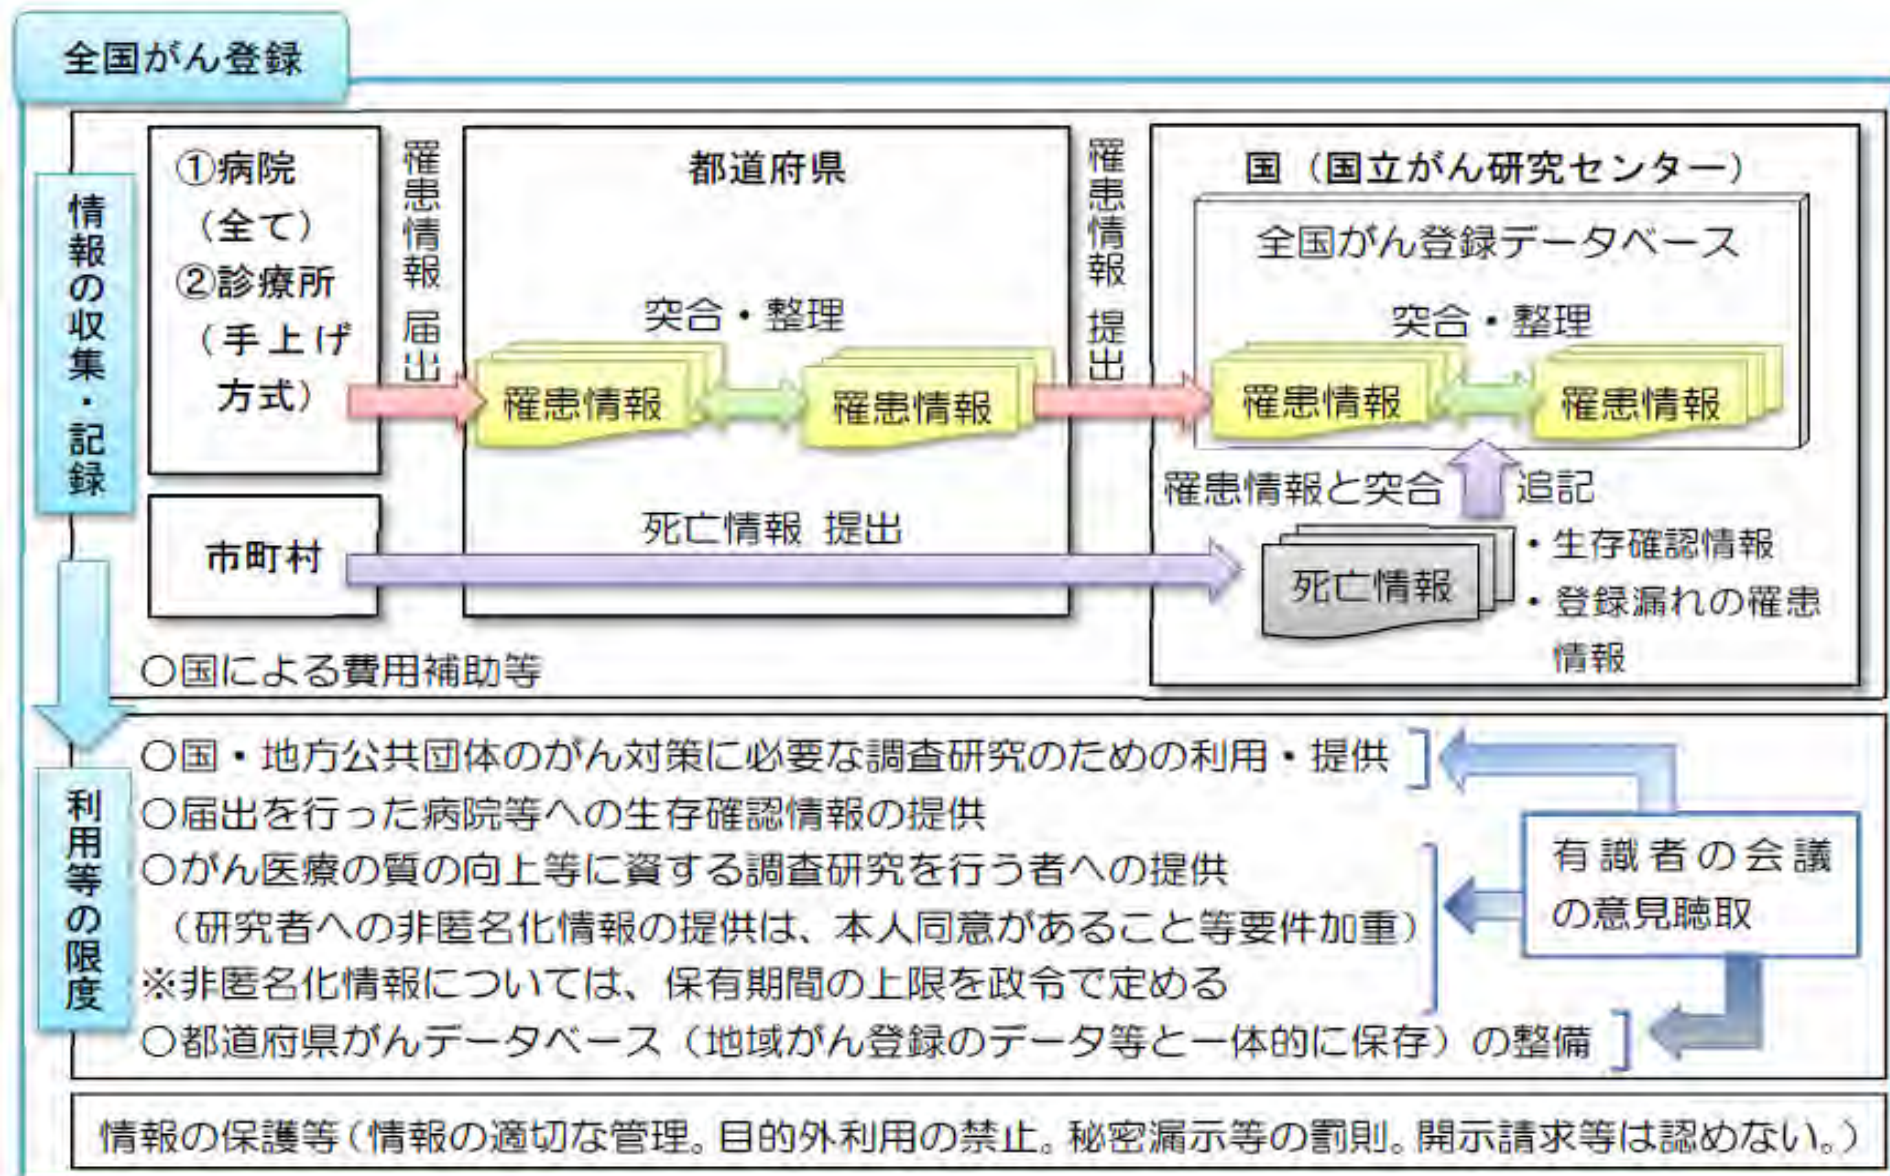 全国がん登録
情報の収集・記録
①病院
(全て)
②診療所
(手上げ
方式)
罹患情報 届出
都道府県
突合・整理
罹患情報
罹患情報
罹患情報 提出
国(国立がん研究センター)
全国がん登録データベース
突合・整理
罹患情報
罹患情報
罹患情報と突合
追記
市町村
死亡情報 提出
死亡情報
・生存確認情報
・登録漏れの罹患
情報
○国による費用補助等
利用等の限度
○国・地方公共団体のがん対策に必要な調査研究のための利用・提供
○届出を行った病院等への生存確認情報の提供
○がん医療の質の向上等に資する調査研究を行う者への提供
(研究者への非匿名化情報の提供は、本人同意があること等要件加重)
※非匿名化情報については、保有期間の上限を政令で定める
○都道府県がんデータベース(地域がん登録のデータ等と一体的に保存)の整備
有識者の会議
の意見聴取
情報の保護等(情報の適切な管理。目的外利用の禁止。秘密漏示等の罰則。開示請求等は認めない。)